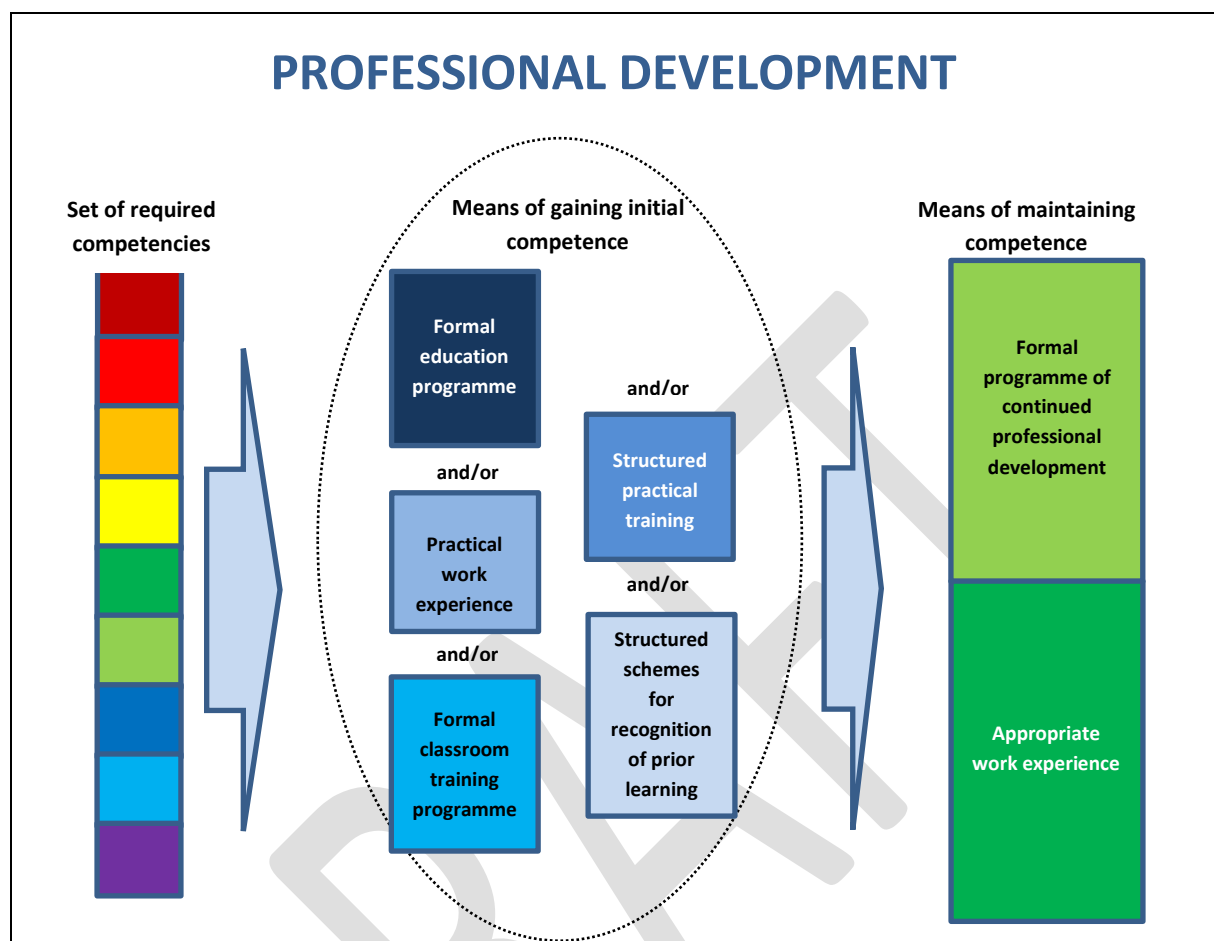 PROFESSIONAL DEVELOPMENT
Set of required
competencies
Means of gaining initial
competence
Formal
education
programme
and/or
Practical
work
experience
and/or
Formal
classroom
training
programme
and/or
Structured
practical
training
and/or
Structured
schemes
for
recognition
of prior
learning
Means of maintaining
competence
Formal
programme of
continued
professional
development
Appropriate
work experience
DRAFT